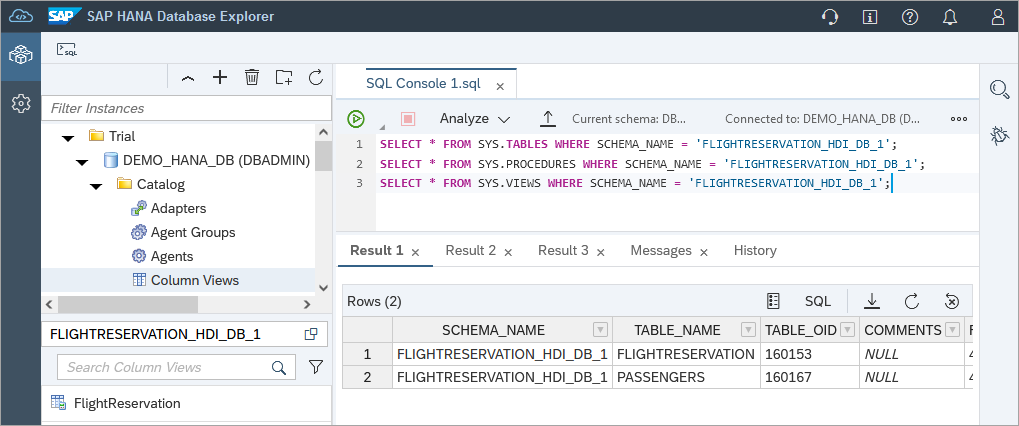 SAP SAP HANA Database Explorer
SQL
Filter Instances
Trial
DEMO_HANA_DB (DBADMIN)
Catalog
Adapters
Agent Groups
Agents
Column Views
FLIGHTRESERVATION_HDI_DB_1
Search Column Views
FlightReservation
SQL Console 1.sql
Analyze Current schema: DB... Connected to: DEMO_HANA_DB (D...
1 SELECT * FROM SYS.TABLES WHERE SCHEMA_NAME = 'FLIGHTRESERVATION_HDI_DB_1';
2 SELECT * FROM SYS.PROCEDURES WHERE SCHEMA_NAME = 'FLIGHTRESERVATION_HDI_DB_1';
3 SELECT * FROM SYS.VIEWS WHERE SCHEMA_NAME = 'FLIGHTRESERVATION_HDI_DB_1';
Result 1 Result 2 Result 3 Messages History
Rows (2) SQL
SCHEMA_NAME TABLE_NAME TABLE_OID COMMENTS
1 FLIGHTRESERVATION_HDI_DB_1 FLIGHTRESERVATION 160153 NULL
2 FLIGHTRESERVATION_HDI_DB_1 PASSENGERS 160167 NULL